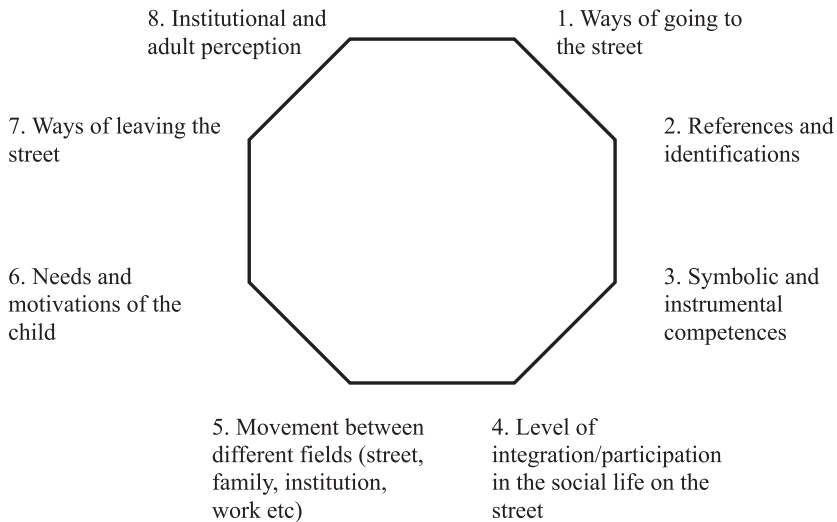 8. Institutional and
adult perception
1. Ways of going to
the street
7. Ways of leaving the
street
2. References and
identifications
6. Needs and
motivations of the
child
3. Symbolic and
instrumental
competences
5. Movement between
different fields (street,
family, institution,
work etc)
4. Level of
integration/participation
in the social life on the
street